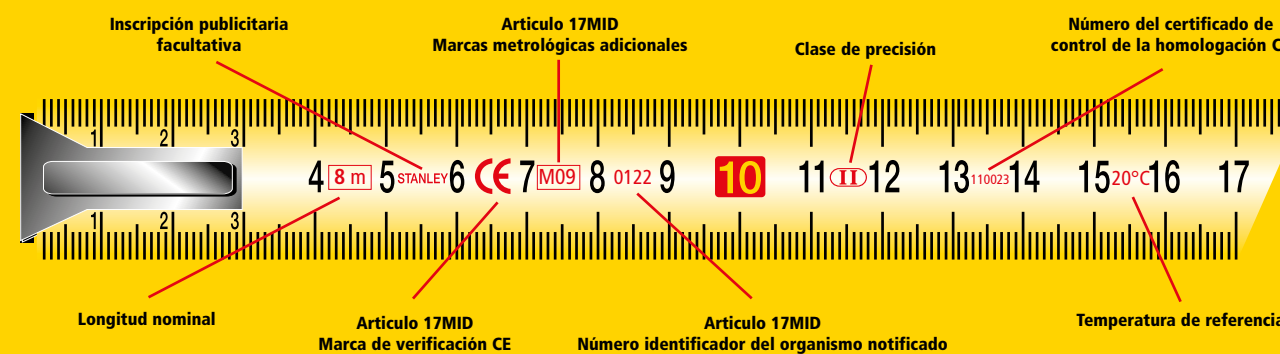 Inscripción publicitaria
facultativa
Articulo 17MID
Marcas metrológicas adicionales
Clase de precisión
Número del certificado de
control de la homologación C
1 2 3
4 8 m 5 STANLEY 6 CE 7 M09 8 0122 9 10 11 II 12 13 110023 14 15 20°C 16 17
1 2 3
Longitud nominal
Articulo 17MID
Marca de verificación CE
Articulo 17MID
Número identificador del organismo notificado
Temperatura de referencia